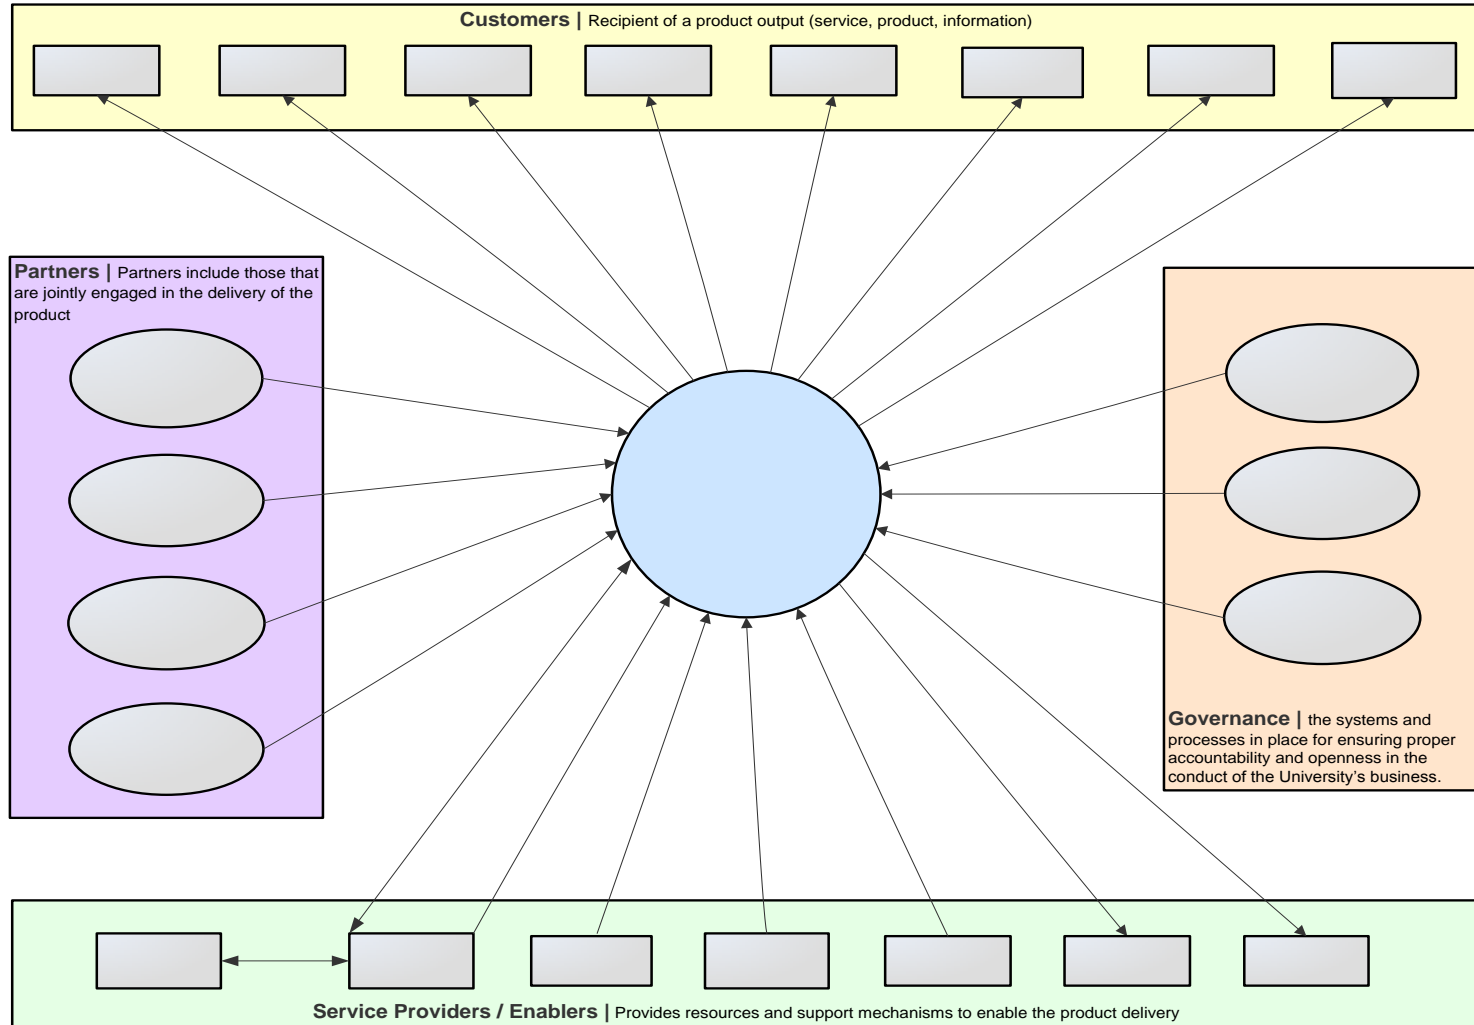 Customers | Recipient of a product output (service, product, information)
Partners | Partners include those that
are jointly engaged in the delivery of the
product
Governance | the systems and
processes in place for ensuring proper
accountability and openness in the
conduct of the University’s business.
Service Providers / Enablers | Provides resources and support mechanisms to enable the product delivery